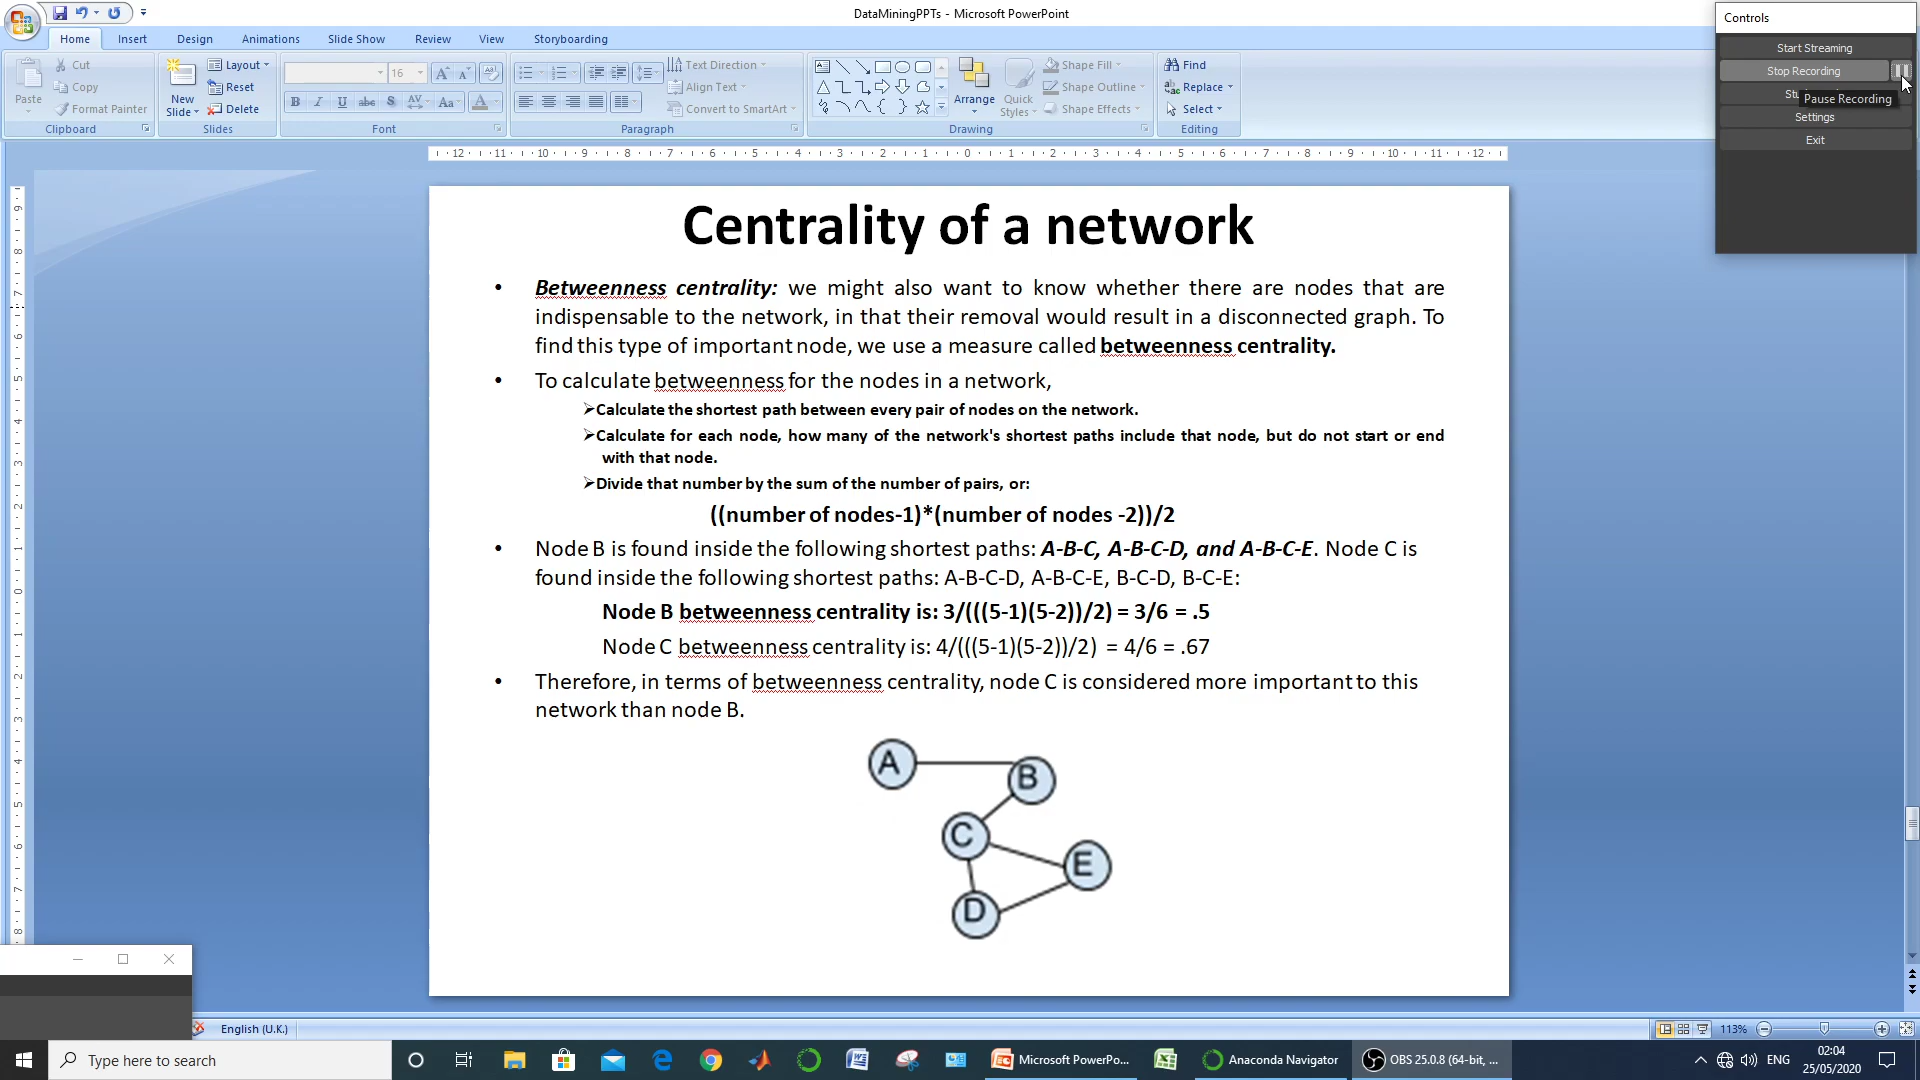 DataMiningPPTs - Microsoft PowerPoint
Home Insert Design Animations Slide Show Review View Storyboarding
Paste
Cut
Copy
Format Painter
Clipboard
New Slide
Layout
Reset
Delete
Slides
16
Font
Text Direction
Align Text
Convert to SmartArt
Paragraph
Arrange
Quick Styles
Shape Fill
Shape Outline
Shape Effects
Drawing
Find
Replace
Select
Editing
Controls
Start Streaming
Stop Recording
Pause Recording
Settings
Exit
Centrality of a network
• Betweenness centrality: we might also want to know whether there are nodes that are
indispensable to the network, in that their removal would result in a disconnected graph. To
find this type of important node, we use a measure called betweenness centrality.
• To calculate betweenness for the nodes in a network,
➢Calculate the shortest path between every pair of nodes on the network.
➢Calculate for each node, how many of the network's shortest paths include that node, but do not start or end
with that node.
➢Divide that number by the sum of the number of pairs, or:
((number of nodes-1)*(number of nodes -2))/2
• Node B is found inside the following shortest paths: A-B-C, A-B-C-D, and A-B-C-E. Node C is
found inside the following shortest paths: A-B-C-D, A-B-C-E, B-C-D, B-C-E:
Node B betweenness centrality is: 3/(((5-1)(5-2))/2) = 3/6 = .5
Node C betweenness centrality is: 4/(((5-1)(5-2))/2) = 4/6 = .67
• Therefore, in terms of betweenness centrality, node C is considered more important to this
network than node B.
A
B
C
E
D
English (U.K.)
113%
Type here to search
Microsoft PowerPo...
Anaconda Navigator
OBS 25.0.8 (64-bit, ...
ENG
02:04
25/05/2020